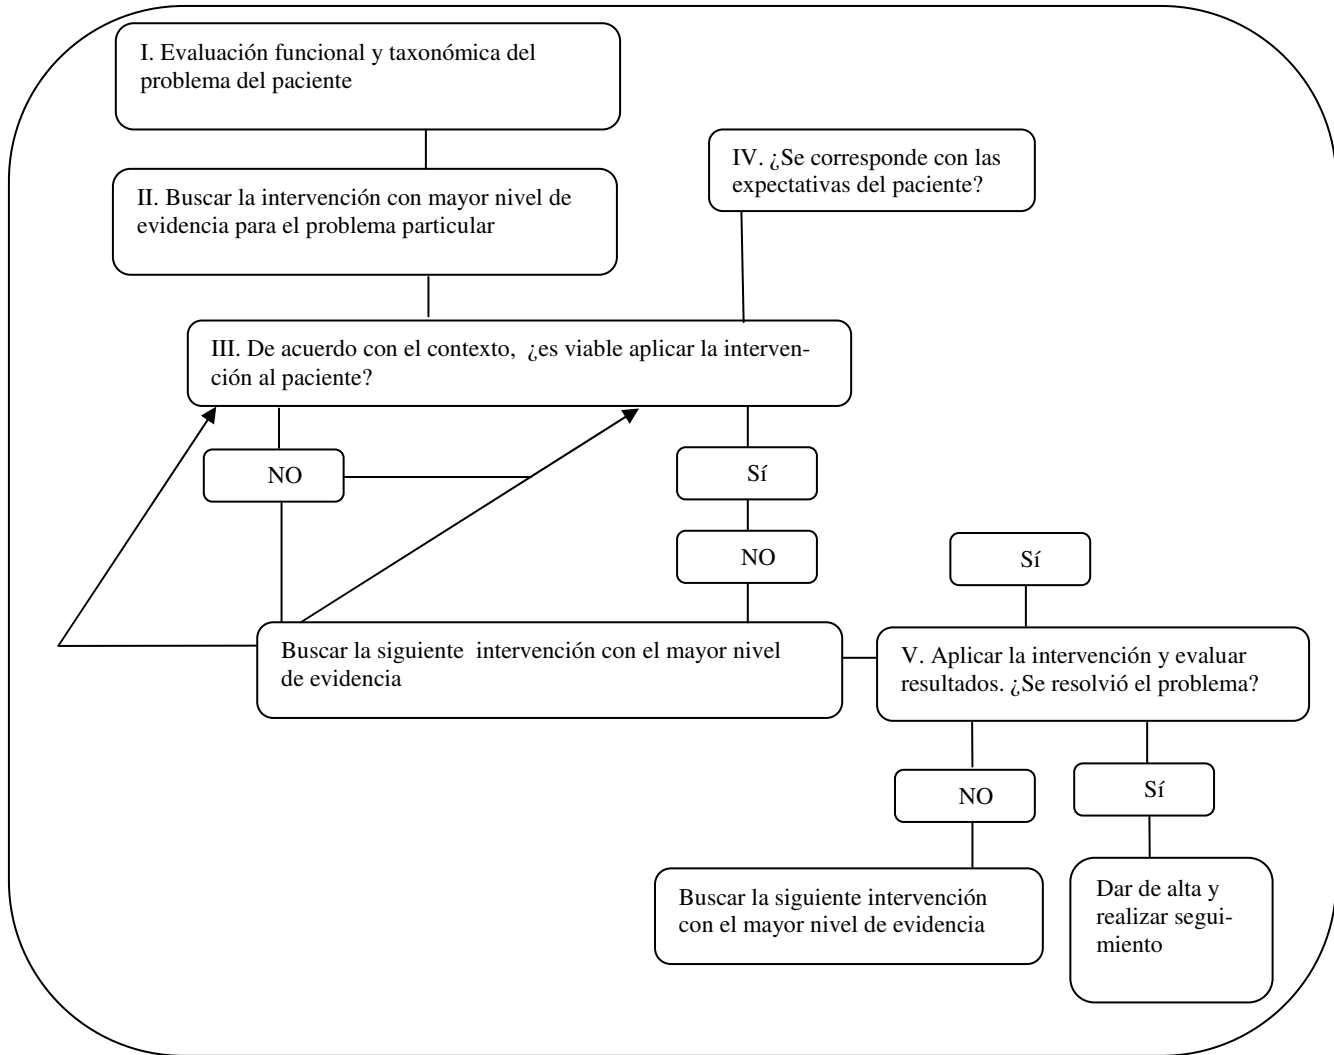 I. Evaluación funcional y taxonómica del
problema del paciente
IV. ¿Se corresponde con las
expectativas del paciente?
II. Buscar la intervención con mayor nivel de
evidencia para el problema particular
III. De acuerdo con el contexto, ¿es viable aplicar la interven-
ción al paciente?
NO
Sí
NO
Sí
Buscar la siguiente intervención con el mayor nivel
de evidencia
V. Aplicar la intervención y evaluar
resultados. ¿Se resolvió el problema?
NO
Sí
Buscar la siguiente intervención
con el mayor nivel de evidencia
Dar de alta y
realizar segui-
miento